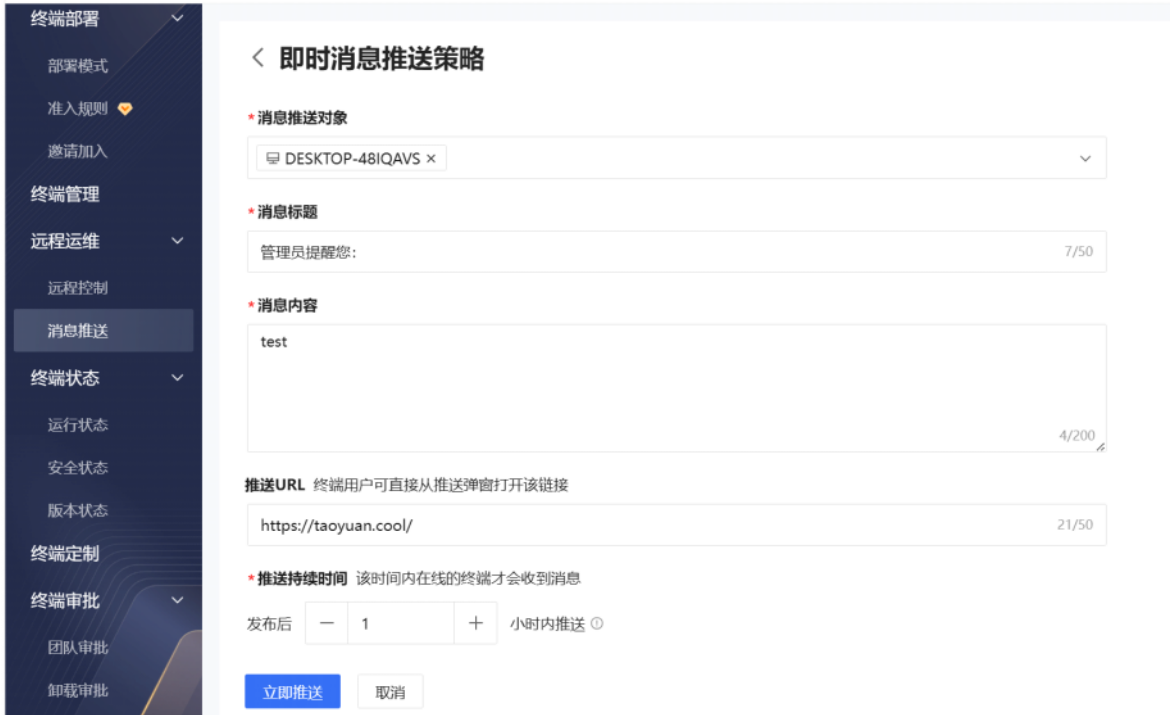 终端部署
部署模式
准入规则
邀请加入
终端管理
远程运维
远程控制
消息推送
终端状态
运行状态
安全状态
版本状态
终端定制
终端审批
团队审批
卸载审批
即时消息推送策略
*消息推送对象
DESKTOP-48IQAVS ×
*消息标题
管理员提醒您： 7/50
*消息内容
test
4/200
推送URL 终端用户可直接从推送弹窗打开该链接
https://taoyuan.cool/ 21/50
*推送持续时间 该时间内在线的终端才会收到消息
发布后 — 1 + 小时内推送
立即推送 取消